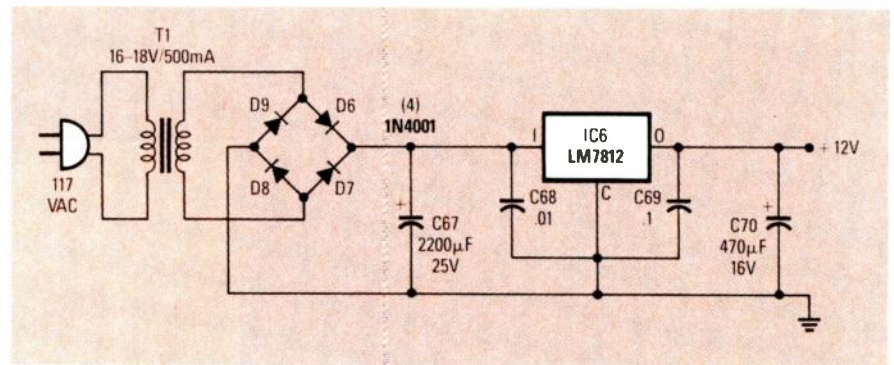 T1
16–18V/500mA
117
VAC
D9
D6
D8
D7
(4)
1N4001
C67
2200µF
25V
C68
.01
I
IC6
O
LM7812
C
C69
.1
C70
470µF
16V
+ 12V